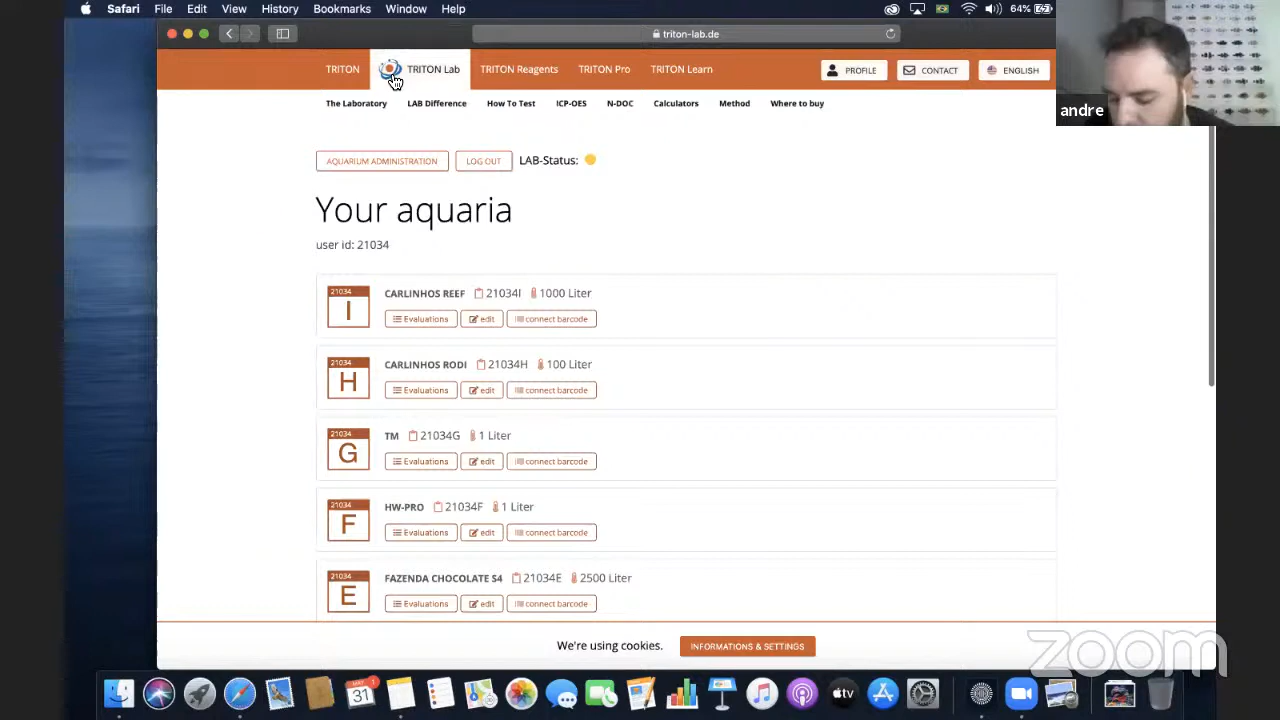 Safari File Edit View History Bookmarks Window Help 64%
triton-lab.de
TRITON TRITON Lab TRITON Reagents TRITON Pro TRITON Learn PROFILE CONTACT ENGLISH
The Laboratory LAB Difference How To Test ICP-OES N-DOC Calculators Method Where to buy
andre
AQUARIUM ADMINISTRATION LOG OUT LAB-Status:
Your aquaria
user id: 21034
21034 I CARLINHOS REEF 21034I 1000 Liter
Evaluations edit connect barcode
21034 H CARLINHOS RODI 21034H 100 Liter
Evaluations edit connect barcode
21034 G TM 21034G 1 Liter
Evaluations edit connect barcode
21034 F HW-PRO 21034F 1 Liter
Evaluations edit connect barcode
21034 E FAZENDA CHOCOLATE S4 21034E 2500 Liter
Evaluations edit connect barcode
We're using cookies. INFORMATIONS & SETTINGS
zoom
31
tv